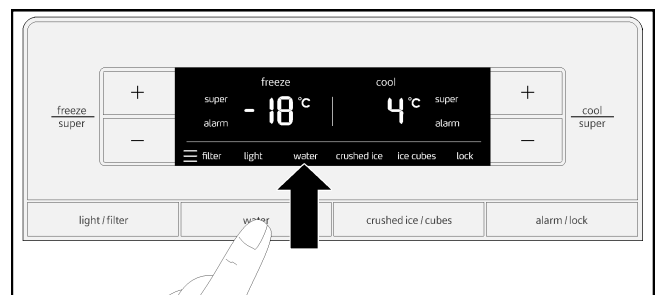 freeze cool
super - 18 °C 4 °C super
alarm alarm
filter light water crushed ice ice cubes lock
freeze
super
+
−
+
−
cool
super
light / filter water crushed ice / cubes alarm / lock